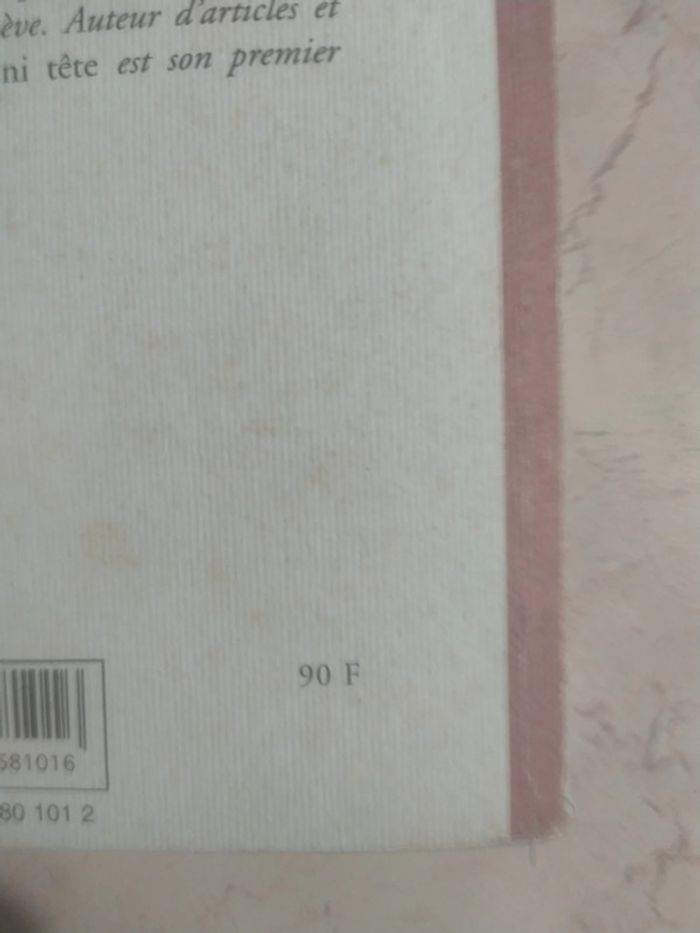 ève. Auteur d'articles et
ni tête est son premier
90 F
581016
80 101 2